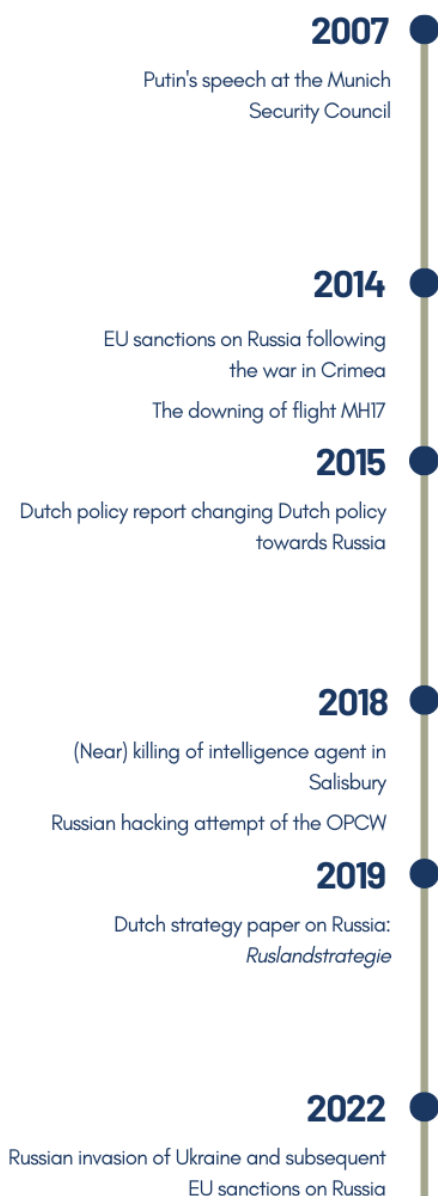 2007
Putin's speech at the Munich
Security Council
2014
EU sanctions on Russia following
the war in Crimea
The downing of flight MH17
2015
Dutch policy report changing Dutch policy
towards Russia
2018
(Near) killing of intelligence agent in
Salisbury
Russian hacking attempt of the OPCW
2019
Dutch strategy paper on Russia:
Ruslandstrategie
2022
Russian invasion of Ukraine and subsequent
EU sanctions on Russia